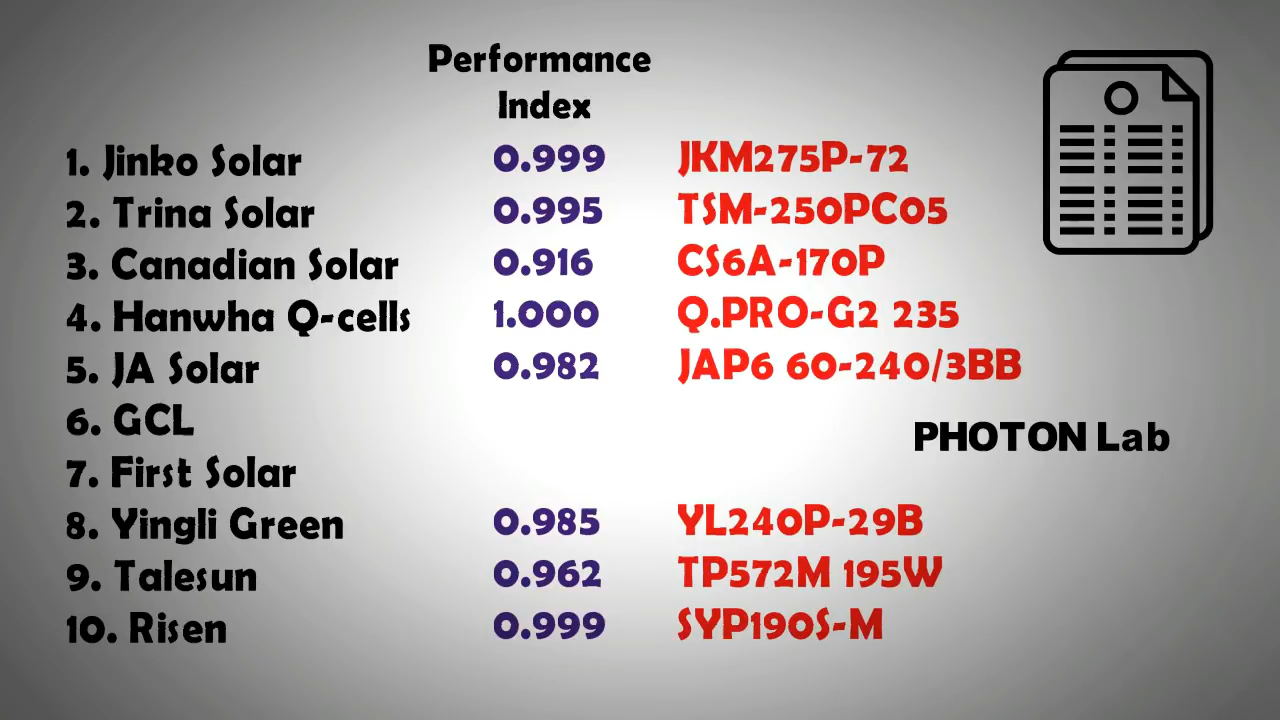 Performance
Index
1. Jinko Solar 0.999 JKM275P-72
2. Trina Solar 0.995 TSM-250PC05
3. Canadian Solar 0.916 CS6A-170P
4. Hanwha Q-cells 1.000 Q.PRO-G2 235
5. JA Solar 0.982 JAP6 60-240/3BB
6. GCL
PHOTON Lab
7. First Solar
8. Yingli Green 0.985 YL240P-29B
9. Talesun 0.962 TP572M 195W
10. Risen 0.999 SYP190S-M